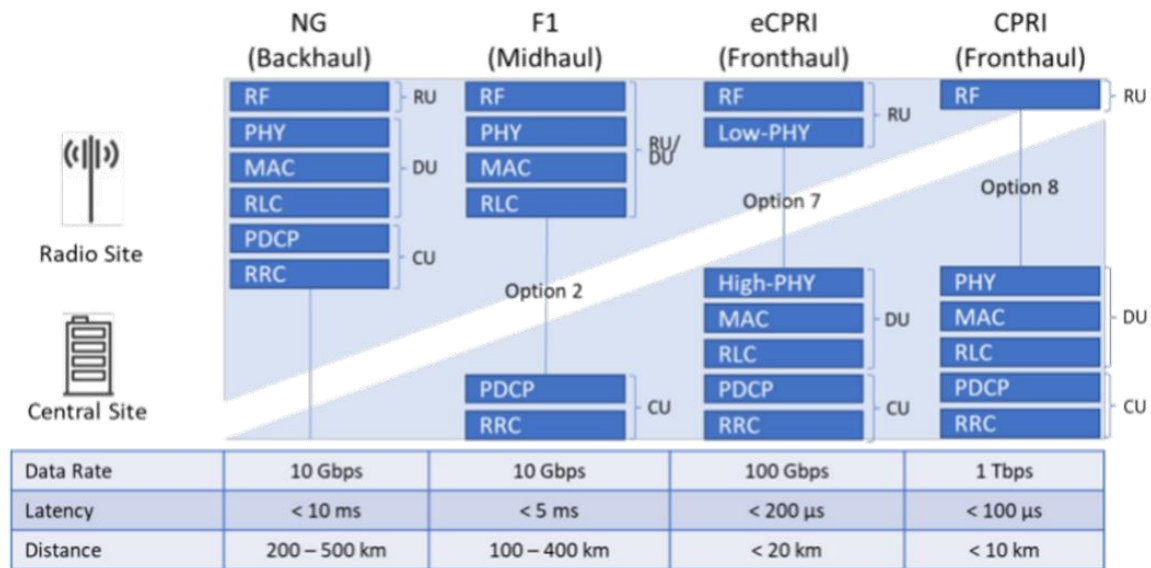 NG F1 eCPRI CPRI
(Backhaul) (Midhaul) (Fronthaul) (Fronthaul)
RF RU RF RF RF RU
PHY PHY Low-PHY RU
MAC DU MAC RU/DU
RLC RLC Option 7 Option 8
Radio Site
PDCP
RRC CU
Option 2 High-PHY PHY
MAC DU MAC DU
RLC RLC
Central Site
PDCP PDCP PDCP
RRC CU RRC CU RRC CU
Data Rate 10 Gbps 10 Gbps 100 Gbps 1 Tbps
Latency < 10 ms < 5 ms < 200 µs < 100 µs
Distance 200 – 500 km 100 – 400 km < 20 km < 10 km